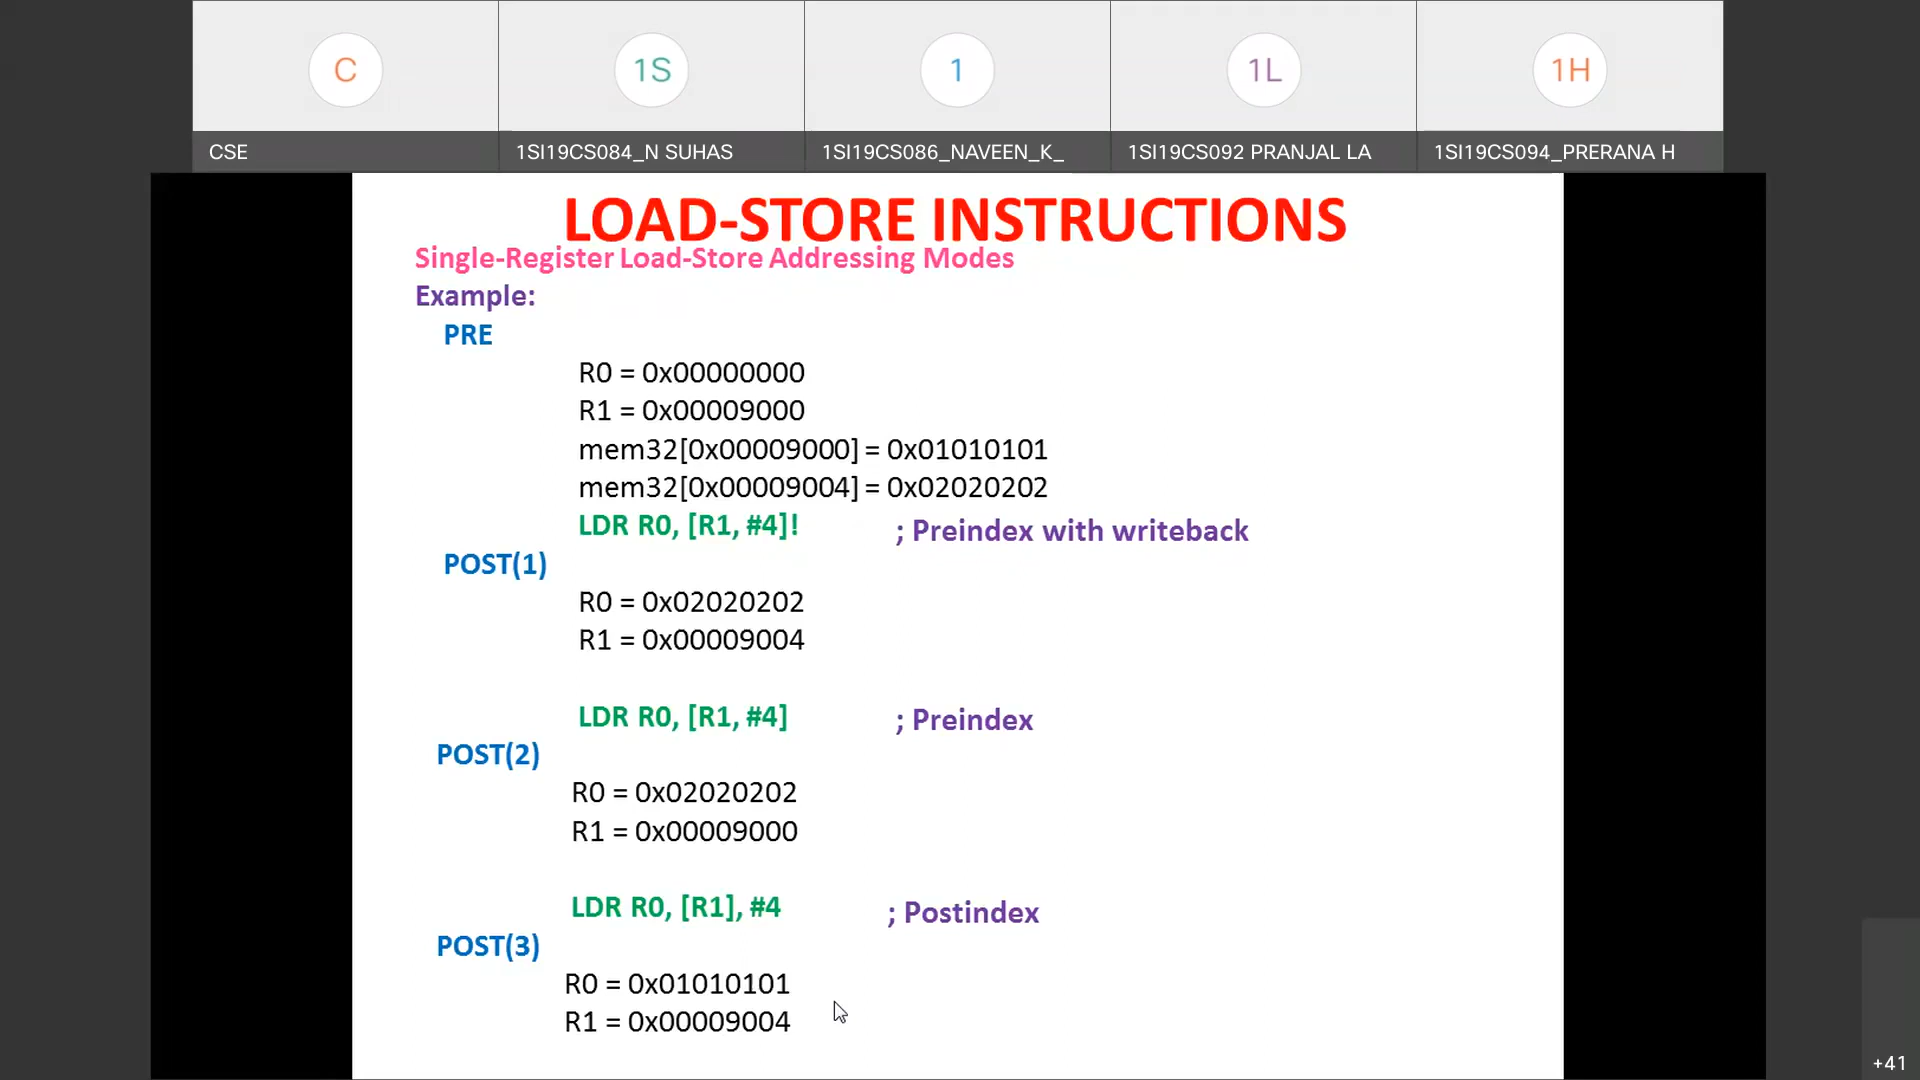 C
1S
1
1L
1H
CSE
1SI19CS084_N SUHAS
1SI19CS086_NAVEEN_K_
1SI19CS092 PRANJAL LA
1SI19CS094_PRERANA H
LOAD-STORE INSTRUCTIONS
Single-Register Load-Store Addressing Modes
Example:
PRE
R0 = 0x00000000
R1 = 0x00009000
mem32[0x00009000] = 0x01010101
mem32[0x00009004] = 0x02020202
LDR R0, [R1, #4]! ; Preindex with writeback
POST(1)
R0 = 0x02020202
R1 = 0x00009004
LDR R0, [R1, #4] ; Preindex
POST(2)
R0 = 0x02020202
R1 = 0x00009000
LDR R0, [R1], #4 ; Postindex
POST(3)
R0 = 0x01010101
R1 = 0x00009004
+41